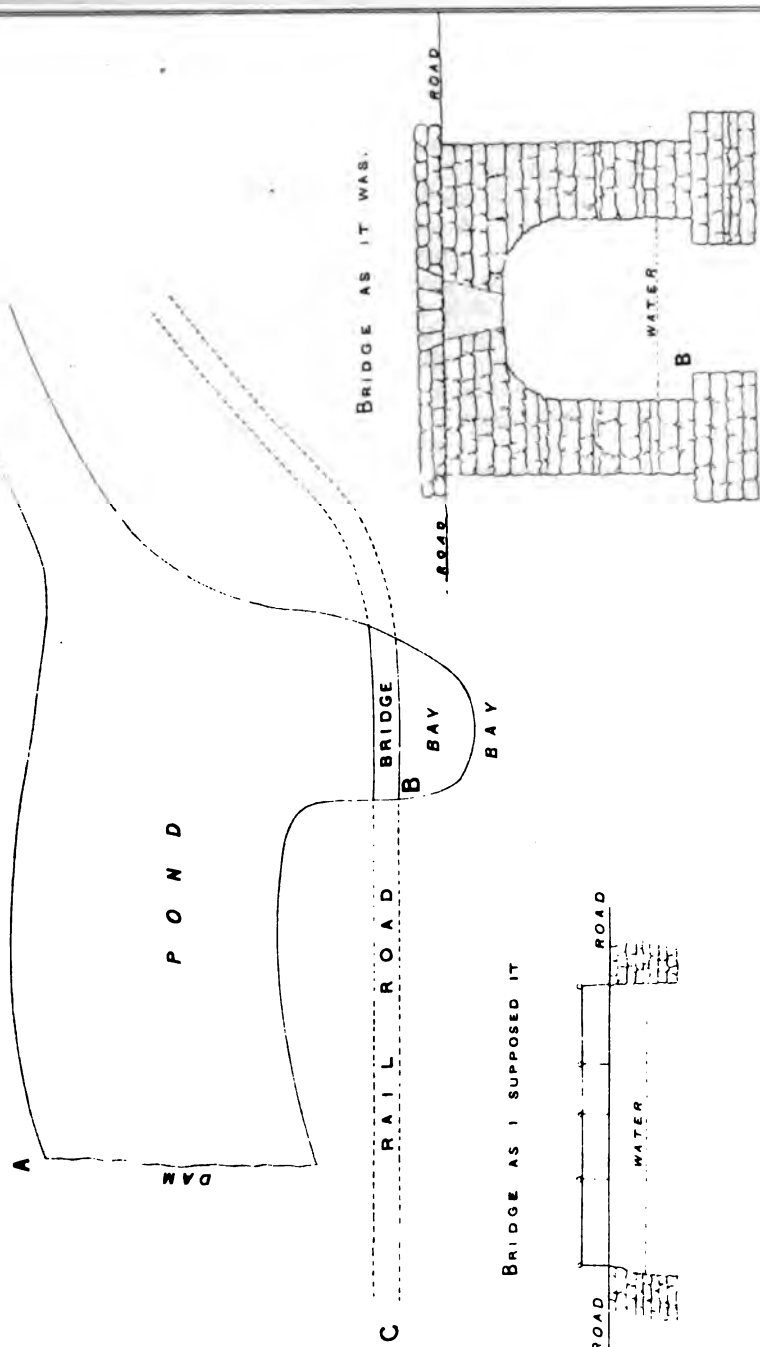 A
DAM
POND
C
RAIL ROAD
BRIDGE
B
BAY
BAY
BRIDGE AS IT WAS.
ROAD
ROAD
WATER
B
BRIDGE AS I SUPPOSED IT
ROAD
ROAD
WATER